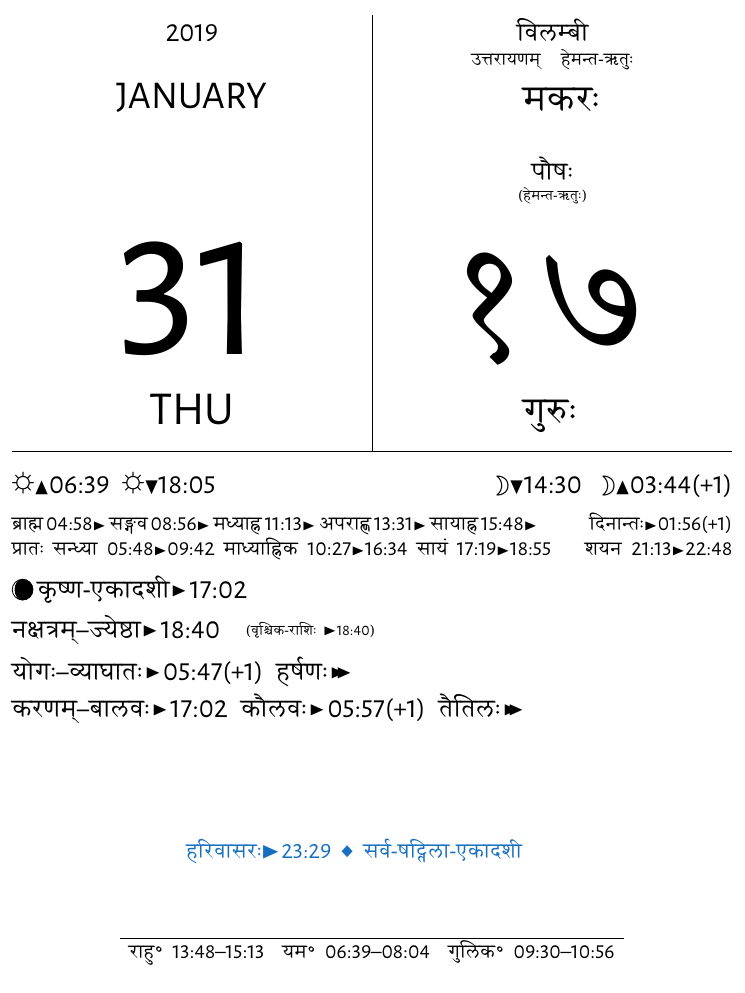 2019
JANUARY
31
THU
विलम्बी
उत्तरायणम् हेमन्त-ऋतुः
मकरः
पौषः
(हेमन्त-ऋतुः)
१७
गुरुः
☼▲06:39 ☼▼18:05 ☽▼14:30 ☽▲03:44(+1)
ब्राह्म 04:58► सङ्गव 08:56► मध्याह्न 11:13► अपराह्ण 13:31► सायाह्न 15:48► दिनान्तः►01:56(+1)
प्रातः सन्ध्या 05:48►09:42 माध्याह्निक 10:27►16:34 सायं 17:19►18:55 शयन 21:13►22:48
कृष्ण-एकादशी►17:02
नक्षत्रम्–ज्येष्ठा►18:40 (वृश्चिक-राशिः ►18:40)
योगः–व्याघातः►05:47(+1) हर्षणः►►
करणम्–बालवः►17:02 कौलवः►05:57(+1) तैतिलः►►
हरिवासरः►23:29 ◆ सर्व-षट्तिला-एकादशी
राहु° 13:48–15:13 यम° 06:39–08:04 गुलिक° 09:30–10:56